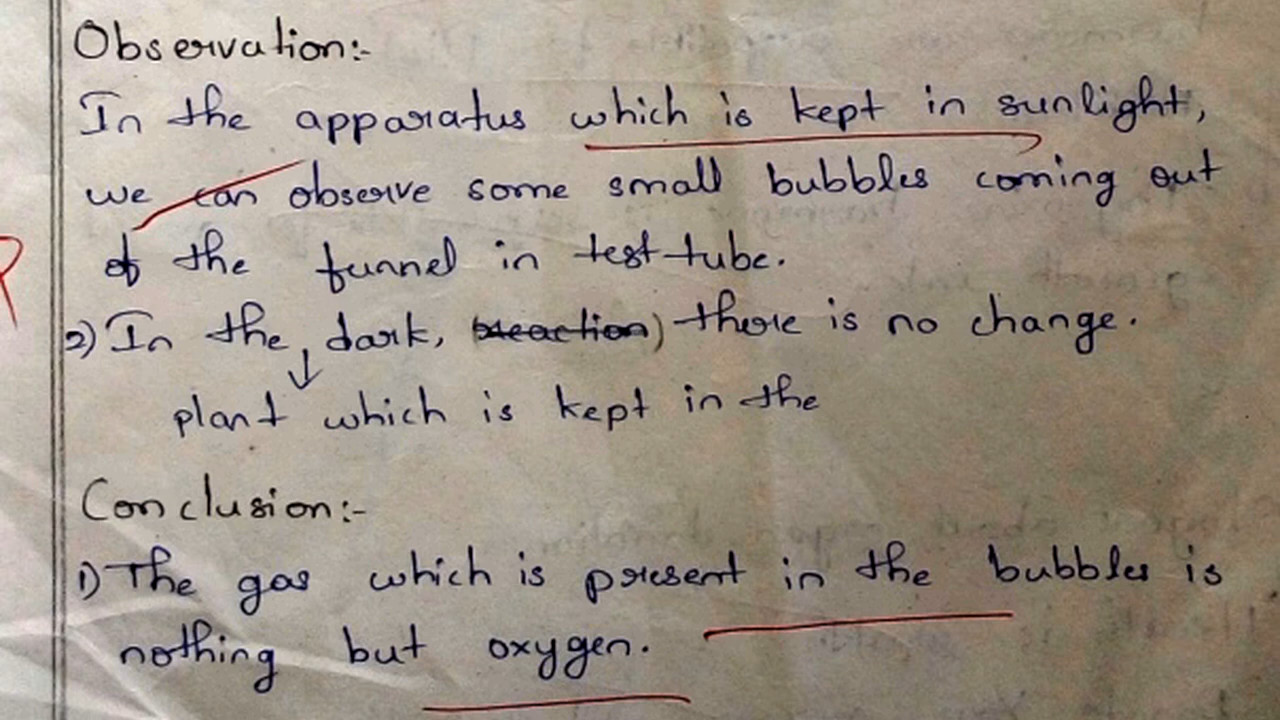 Observation:-
In the apparatus which is kept in sunlight,
we can observe some small bubbles coming out
of the funnel in test-tube.
2) In the dark, there is no change.
plant which is kept in the
Conclusion:-
1) The gas which is present in the bubbles is
nothing but oxygen.